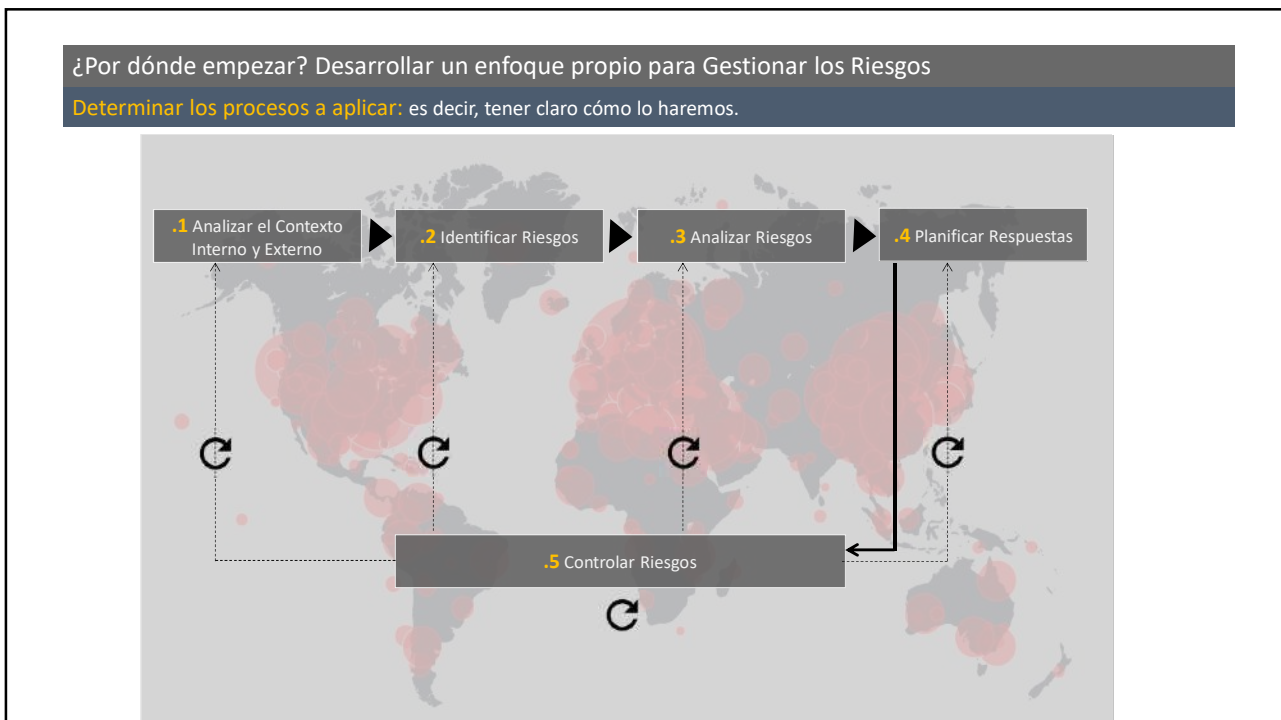 ¿Por dónde empezar? Desarrollar un enfoque propio para Gestionar los Riesgos
Determinar los procesos a aplicar: es decir, tener claro cómo lo haremos.
.1 Analizar el Contexto
Interno y Externo
.2 Identificar Riesgos
.3 Analizar Riesgos
.4 Planificar Respuestas
.5 Controlar Riesgos